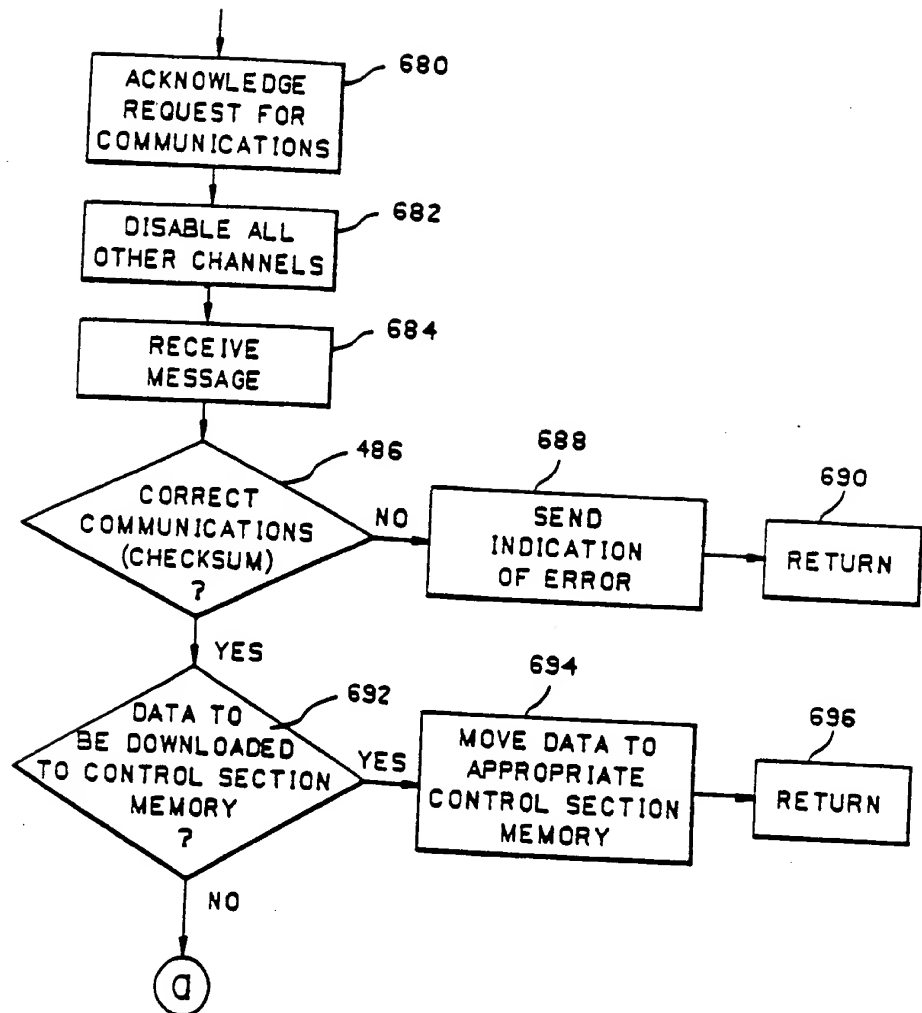 680
ACKNOWLEDGE
REQUEST FOR
COMMUNICATIONS
682
DISABLE ALL
OTHER CHANNELS
684
RECEIVE
MESSAGE
486
CORRECT
COMMUNICATIONS
(CHECKSUM)
?
NO
688
SEND
INDICATION
OF ERROR
690
RETURN
YES
692
DATA TO
BE DOWNLOADED
TO CONTROL SECTION
MEMORY
?
YES
694
MOVE DATA TO
APPROPRIATE
CONTROL SECTION
MEMORY
696
RETURN
NO
a